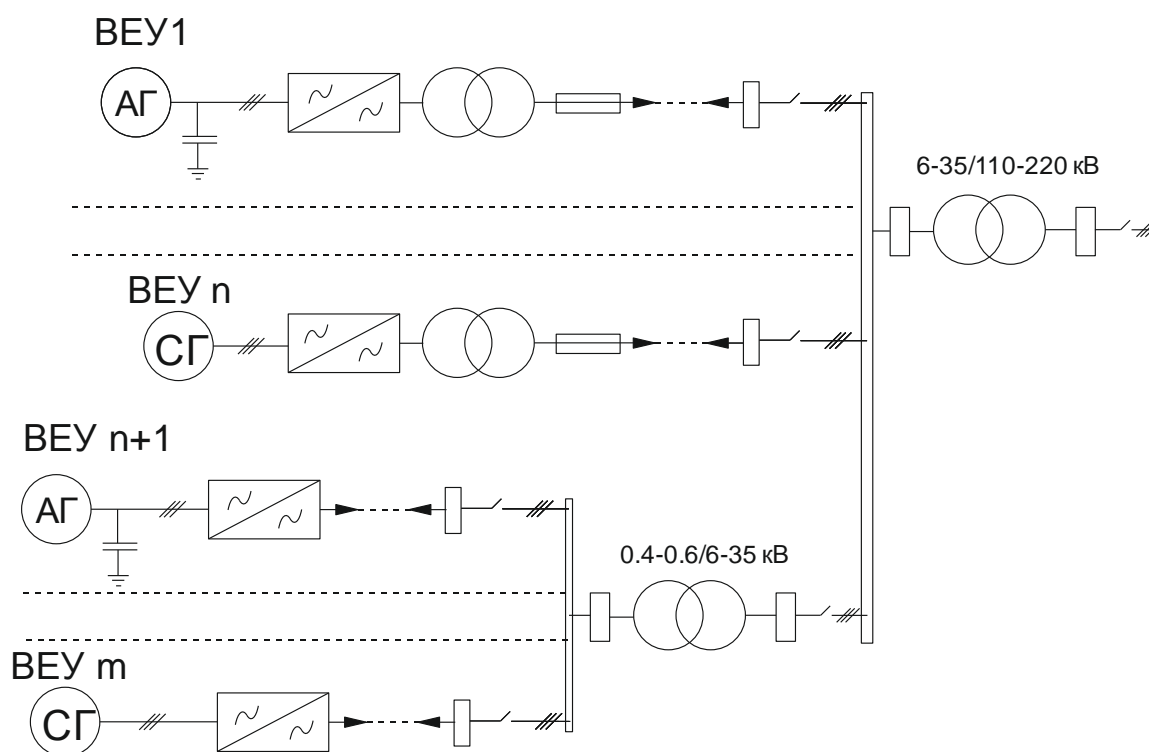 ВЕУ1
АГ
6-35/110-220 кВ
ВЕУ n
СГ
ВЕУ n+1
АГ
0.4-0.6/6-35 кВ
ВЕУ m
СГ